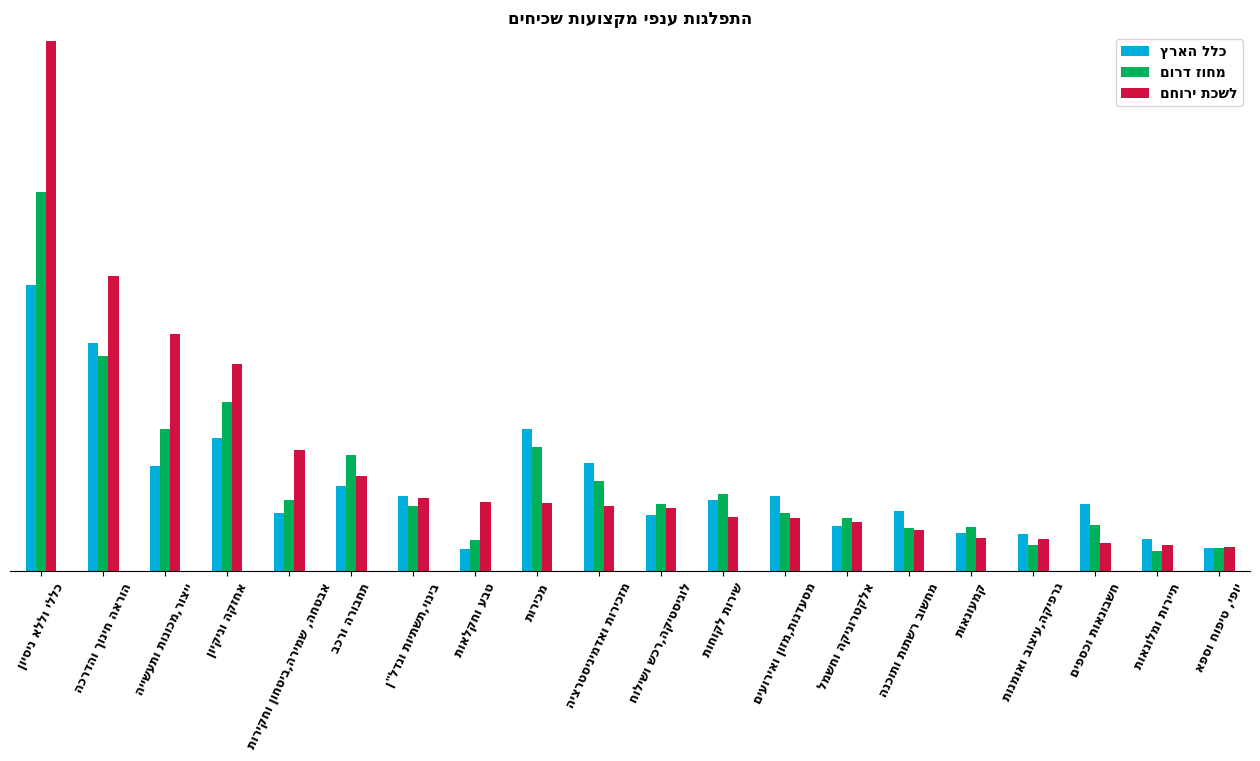 התפלגות ענפי מקצועות שכיחים
כלל הארץ
מחוז דרום
לשכת ירוחם
כללי וללא ניסיון
הוראה חינוך והדרכה
ייצור,מכונות ותעשייה
אחזקה וניקיון
אבטחה, שמירה,ביטחון וחקירות
תחבורה ורכב
בינוי,תשתיות ונדל"ן
טבע וחקלאות
מכירות
מזכירות ואדמיניסטרציה
לוגיסטיקה,רכש ושילוח
שירות לקוחות
מסעדנות,מזון ואירועים
אלקטרוניקה וחשמל
מחשוב רשתות ותוכנה
קמעונאות
גרפיקה,עיצוב ואומנות
חשבונאות וכספים
תיירות ומלונאות
יופי, טיפוח וספא